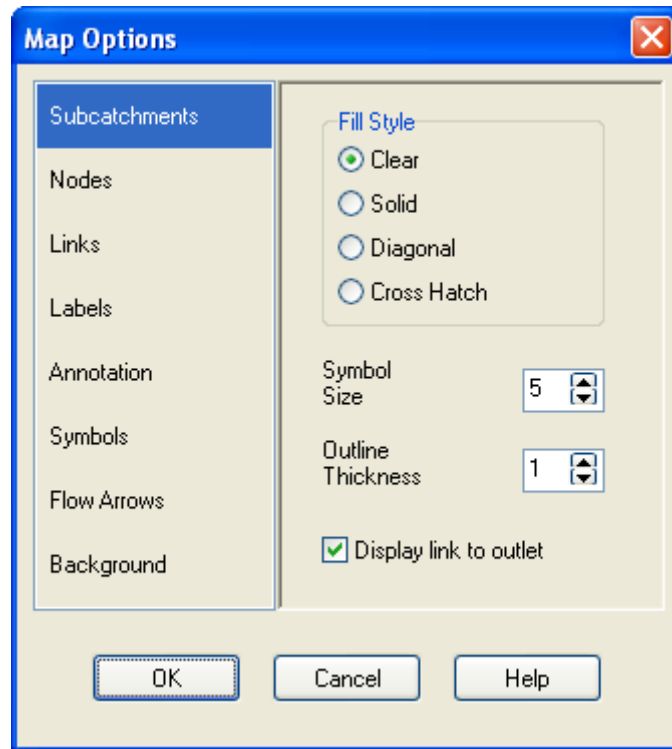 Map Options
Subcatchments
Nodes
Links
Labels
Annotation
Symbols
Flow Arrows
Background
Fill Style
Clear
Solid
Diagonal
Cross Hatch
Symbol
Size
5
Outline
Thickness
1
Display link to outlet
OK
Cancel
Help